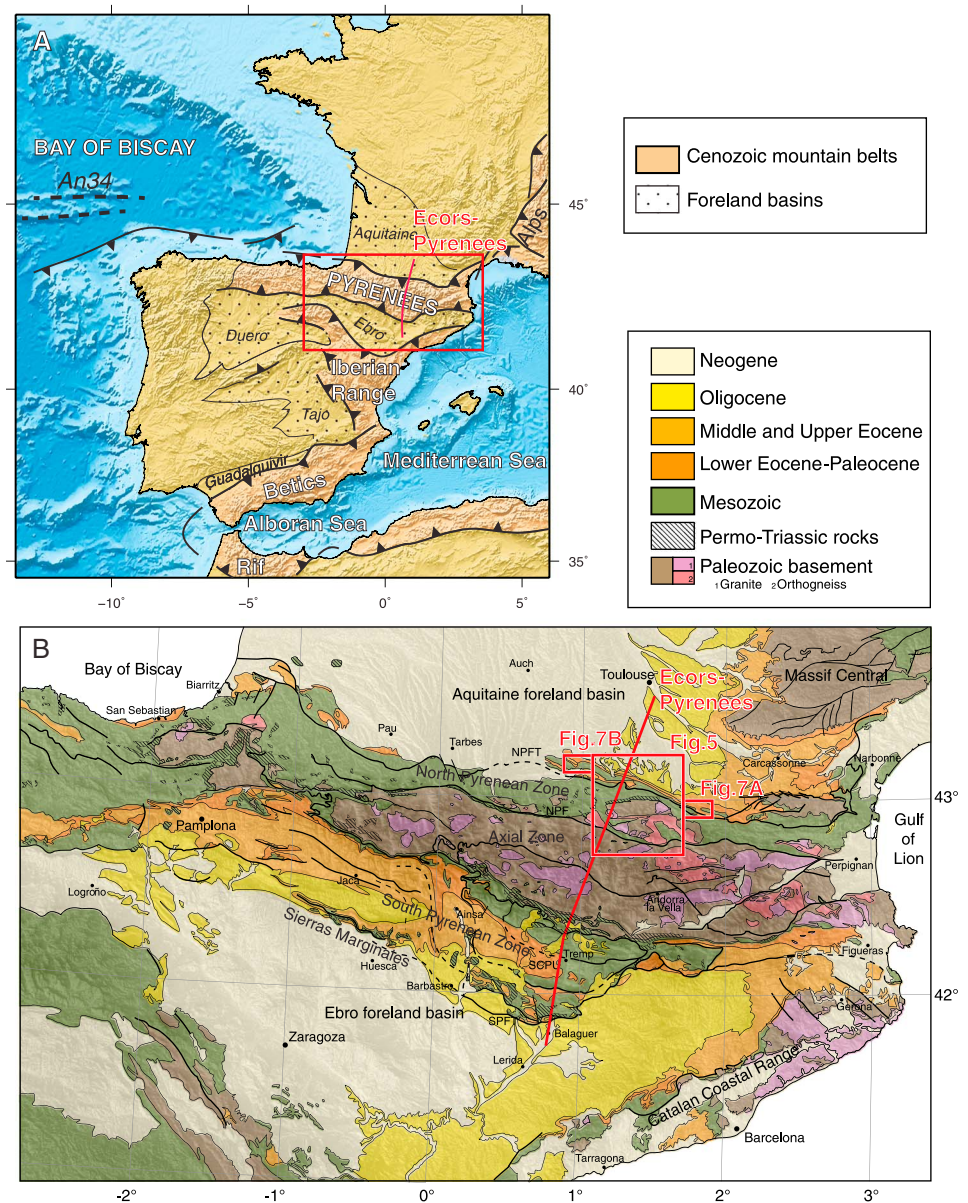 A
BAY OF BISCAY
An34
Ecors-
Pyrenees
Aquitaine
Alps
PYRENEES
Ebro
Duero
Iberian
Range
Tajo
Mediterrean Sea
Guadalquivir
Betics
Alboran Sea
Rif
45°
40°
35°
−10°
−5°
0°
5°
Cenozoic mountain belts
Foreland basins
Neogene
Oligocene
Middle and Upper Eocene
Lower Eocene-Paleocene
Mesozoic
Permo-Triassic rocks
Paleozoic basement
1
2
1Granite 2Orthogneiss
B
Bay of Biscay
Biarritz
San Sebastian
Auch
Toulouse
Aquitaine foreland basin
Ecors-
Pyrenees
Massif Central
Pau
Tarbes
NPFT
Fig.7B
Fig.5
Carcassonne
Narbonne
North Pyrenean Zone
Fig.7A
43°
NPF
Gulf
of
Lion
Pamplona
Axial Zone
Perpignan
Logroño
Jaca
Andorra
la Vella
South Pyrenean Zone
Ainsa
Sierras Marginales
Tremp
SCPU
Figueras
Huesca
Barbastro
42°
Ebro foreland basin
Gerona
SPFT
Balaguer
Zaragoza
Lerida
Catalan Coastal Range
Barcelona
Tarragona
-2°
-1°
0°
1°
2°
3°